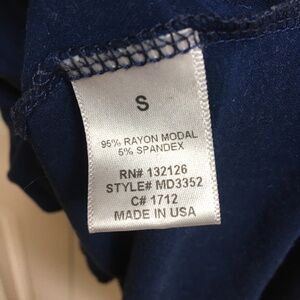 S
95% RAYON MODAL
5% SPANDEX
RN# 132126
STYLE# MD3352
C# 1712
MADE IN USA